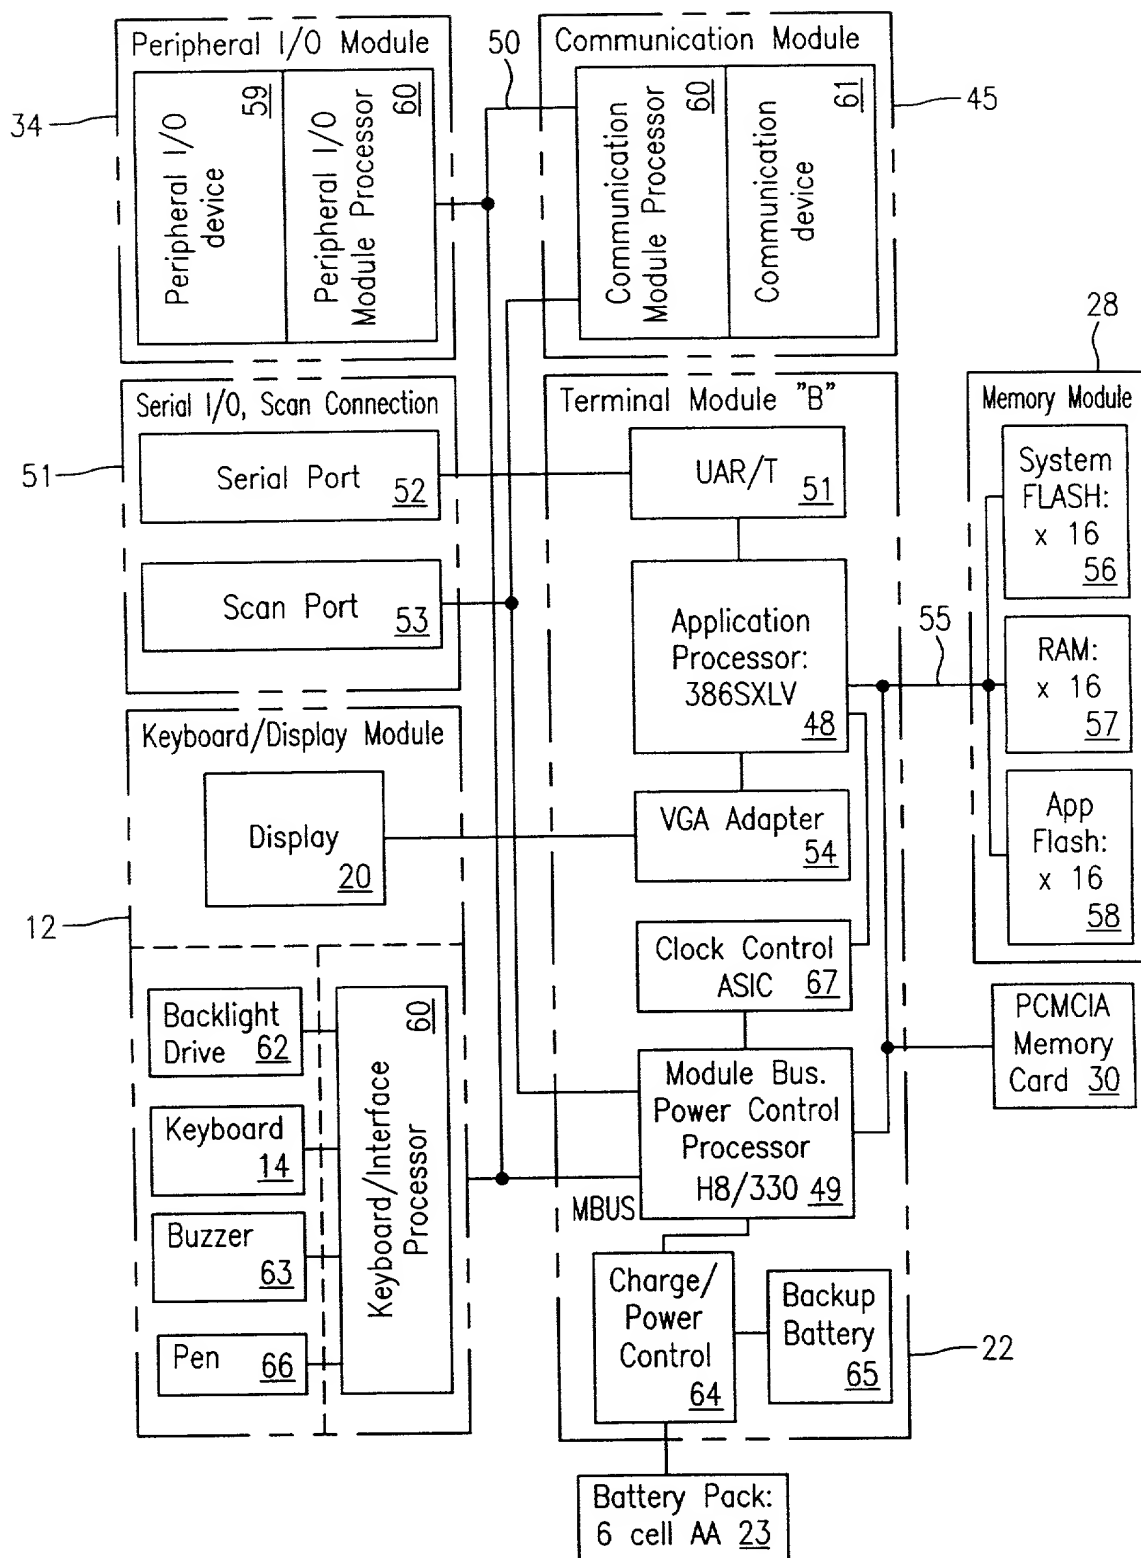 Peripheral I/O Module
Peripheral I/O
device
59
Peripheral I/O
Module Processor
60
34
50
Communication Module
Communication
Module Processor
60
Communication
device
61
45
Serial I/O, Scan Connection
Serial Port
52
Scan Port
53
51
Terminal Module "B"
UAR/T
51
Application
Processor:
386SXLV
48
VGA Adapter
54
Clock Control
ASIC 67
Module Bus.
Power Control
Processor
H8/330 49
MBUS
Charge/
Power
Control
64
Backup
Battery
65
22
55
28
Memory Module
System
FLASH:
x 16
56
RAM:
x 16
57
App
Flash:
x 16
58
PCMCIA
Memory
Card 30
Keyboard/Display Module
Display
20
12
Backlight
Drive 62
Keyboard
14
Buzzer
63
Pen
66
Keyboard/Interface
Processor
60
Battery Pack:
6 cell AA 23